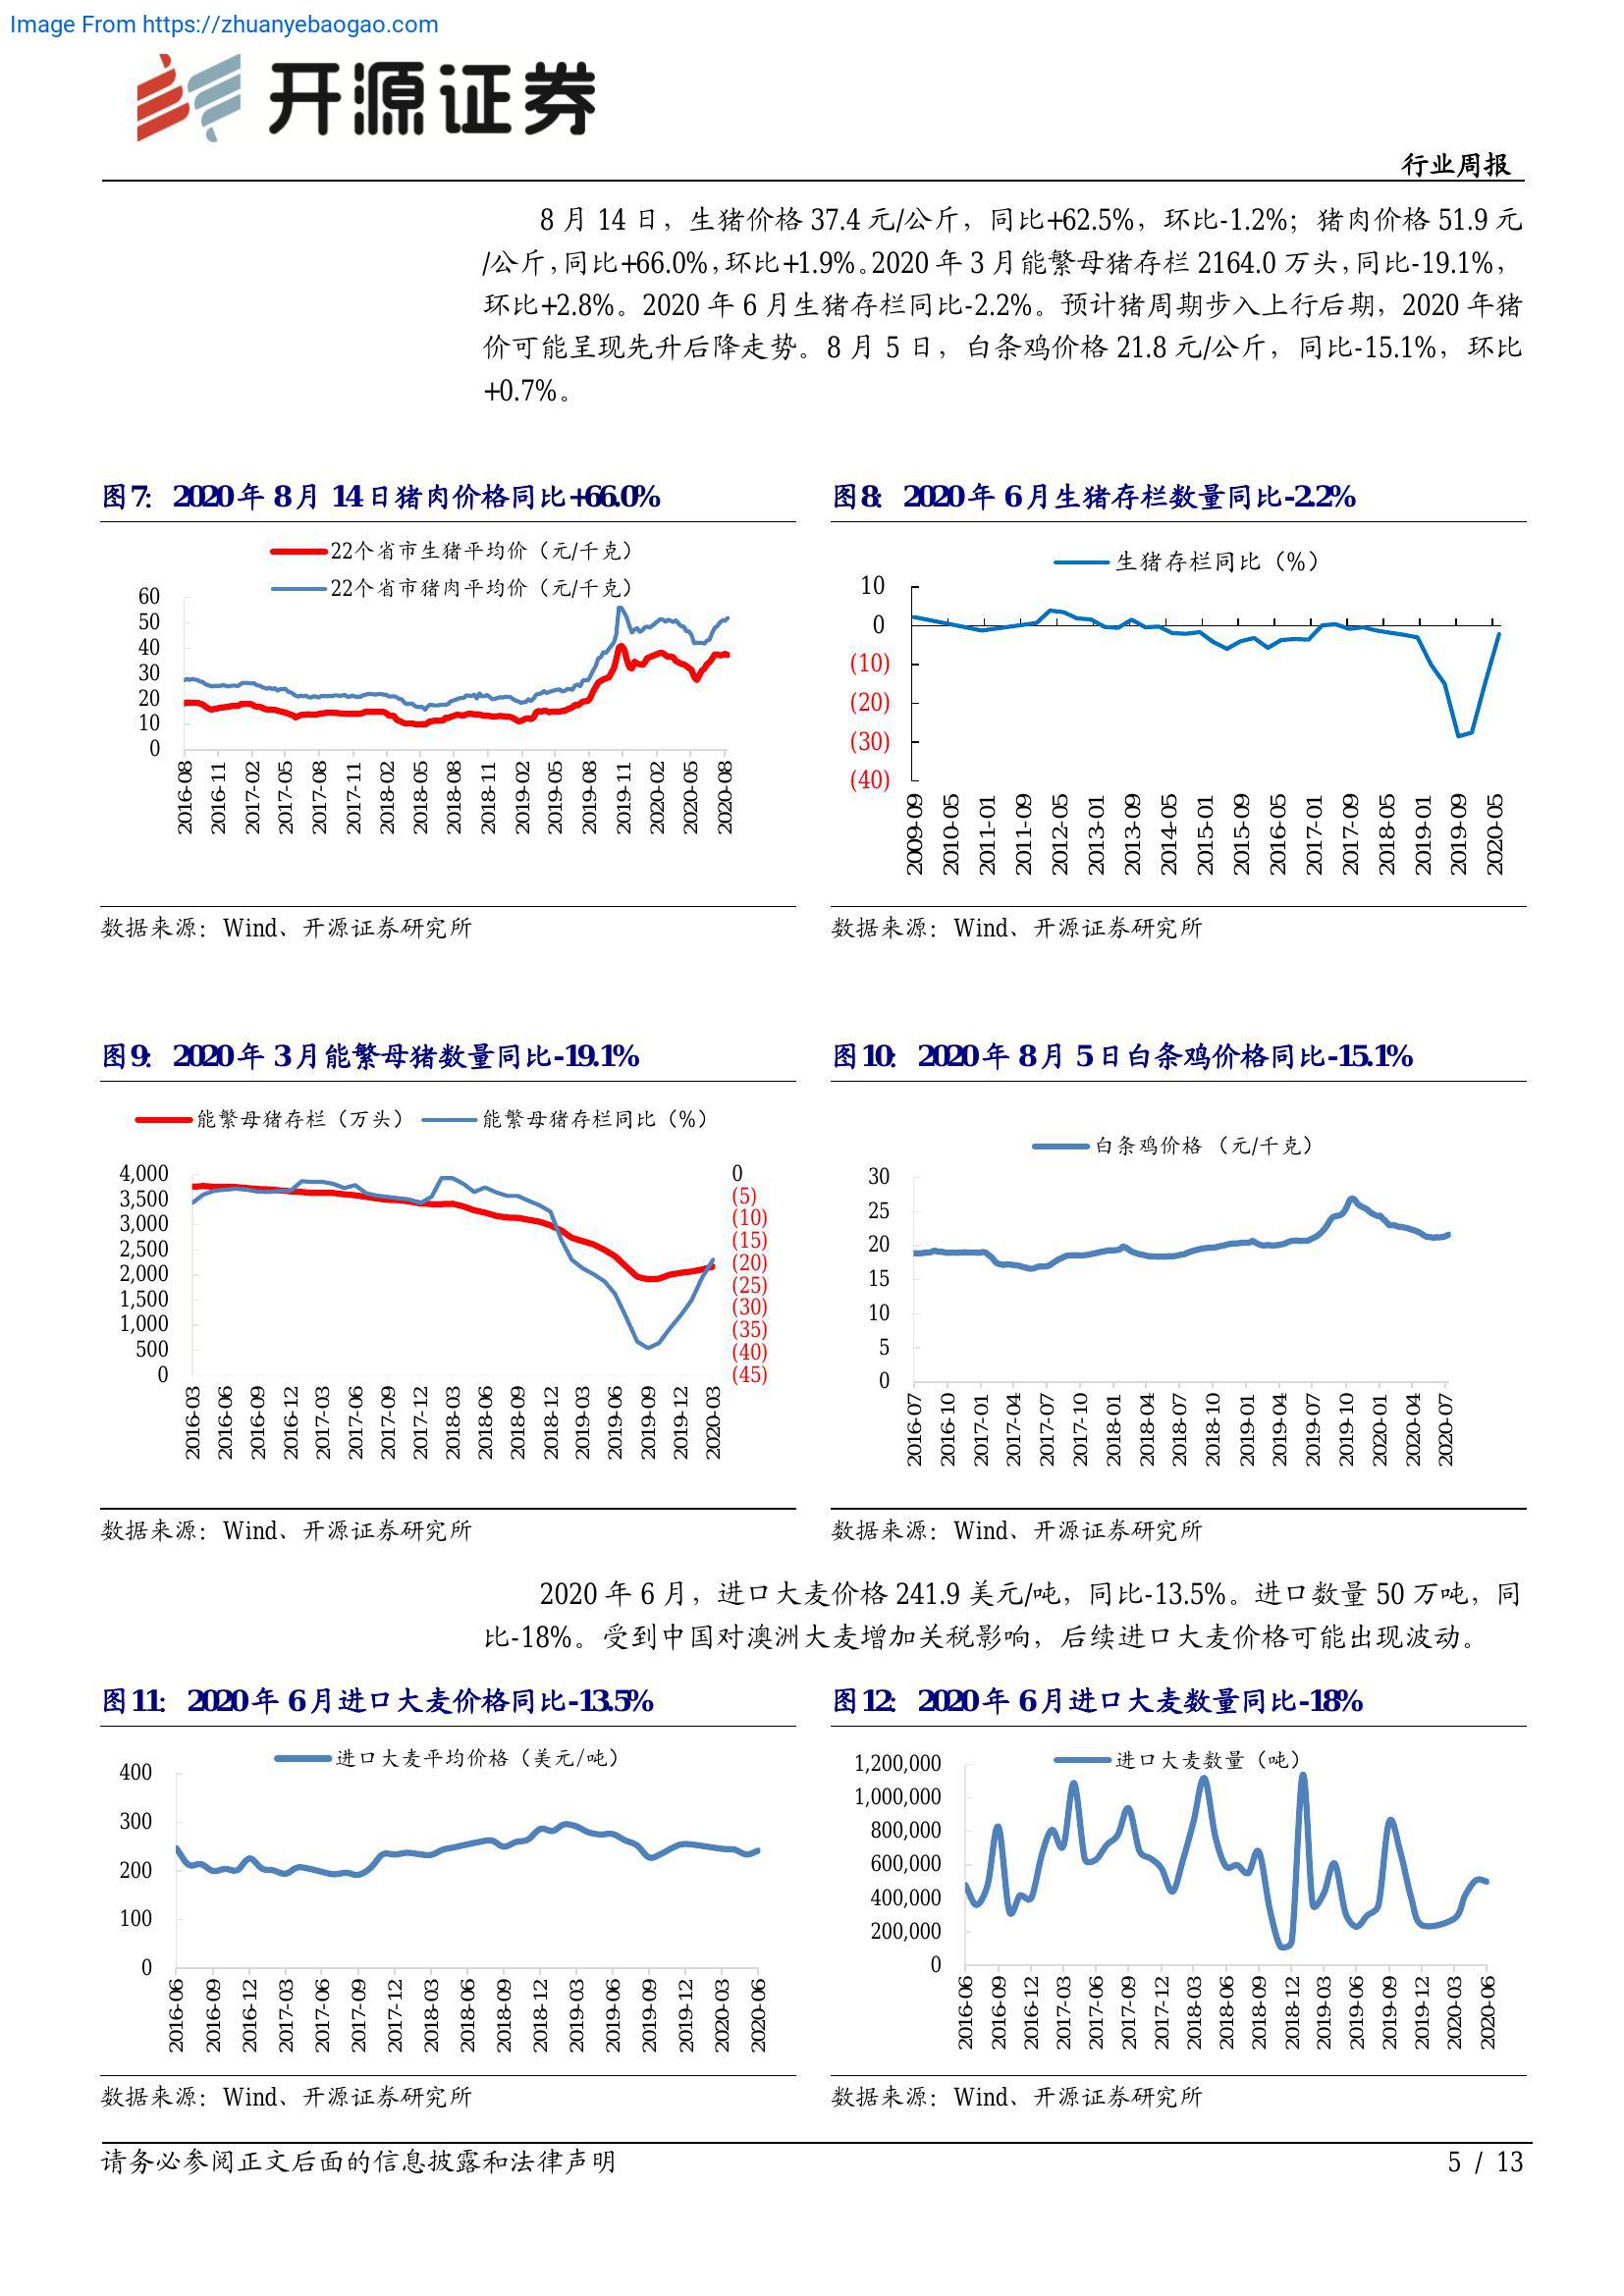 Image From https://zhuanyebaogao.com
开源证券
行业周报
8 月 14 日，生猪价格 37.4 元/公斤，同比+62.5%，环比-1.2%；猪肉价格 51.9 元
/公斤，同比+66.0%，环比+1.9%。2020 年 3 月能繁母猪存栏 2164.0 万头，同比-19.1%，
环比+2.8%。2020 年 6 月生猪存栏同比-2.2%。预计猪周期步入上行后期，2020 年猪
价可能呈现先升后降走势。8 月 5 日，白条鸡价格 21.8 元/公斤，同比-15.1%，环比
+0.7%。
图7： 2020 年 8 月 14 日猪肉价格同比+66.0%
22个省市生猪平均价（元/千克）
22个省市猪肉平均价（元/千克）
60
50
40
30
20
10
0
2016-08 2016-11 2017-02 2017-05 2017-08 2017-11 2018-02 2018-05 2018-08 2018-11 2019-02 2019-05 2019-08 2019-11 2020-02 2020-05 2020-08
数据来源：Wind、开源证券研究所
图8： 2020 年 6 月生猪存栏数量同比-2.2%
生猪存栏同比（%）
10
0
(10)
(20)
(30)
(40)
2009-09 2010-05 2011-01 2011-09 2012-05 2013-01 2013-09 2014-05 2015-01 2015-09 2016-05 2017-01 2017-09 2018-05 2019-01 2019-09 2020-05
数据来源：Wind、开源证券研究所
图9： 2020 年 3 月能繁母猪数量同比-19.1%
能繁母猪存栏（万头） 能繁母猪存栏同比（%）
4,000
3,500
3,000
2,500
2,000
1,500
1,000
500
0
0
(5)
(10)
(15)
(20)
(25)
(30)
(35)
(40)
(45)
2016-03 2016-06 2016-09 2016-12 2017-03 2017-06 2017-09 2017-12 2018-03 2018-06 2018-09 2018-12 2019-03 2019-06 2019-09 2019-12 2020-03
数据来源：Wind、开源证券研究所
图10： 2020 年 8 月 5 日白条鸡价格同比-15.1%
白条鸡价格 （元/千克）
30
25
20
15
10
5
0
2016-07 2016-10 2017-01 2017-04 2017-07 2017-10 2018-01 2018-04 2018-07 2018-10 2019-01 2019-04 2019-07 2019-10 2020-01 2020-04 2020-07
数据来源：Wind、开源证券研究所
2020 年 6 月，进口大麦价格 241.9 美元/吨，同比-13.5%。进口数量 50 万吨，同
比-18%。受到中国对澳洲大麦增加关税影响，后续进口大麦价格可能出现波动。
图11： 2020 年 6 月进口大麦价格同比-13.5%
进口大麦平均价格（美元/吨）
400
300
200
100
0
2016-06 2016-09 2016-12 2017-03 2017-06 2017-09 2017-12 2018-03 2018-06 2018-09 2018-12 2019-03 2019-06 2019-09 2019-12 2020-03 2020-06
数据来源：Wind、开源证券研究所
图12： 2020 年 6 月进口大麦数量同比-18%
进口大麦数量（吨）
1,200,000
1,000,000
800,000
600,000
400,000
200,000
0
2016-06 2016-09 2016-12 2017-03 2017-06 2017-09 2017-12 2018-03 2018-06 2018-09 2018-12 2019-03 2019-06 2019-09 2019-12 2020-03 2020-06
数据来源：Wind、开源证券研究所
请务必参阅正文后面的信息披露和法律声明
5 / 13